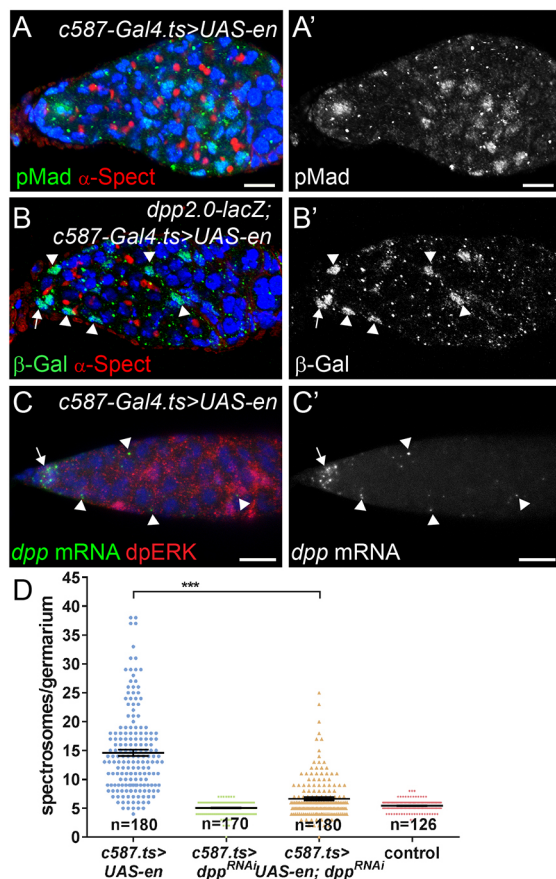 A c587-Gal4.ts>UAS-en
A'
pMad α-Spect
pMad
B dpp2.0-lacZ;
c587-Gal4.ts>UAS-en
B'
β-Gal α-Spect
β-Gal
C c587-Gal4.ts>UAS-en
C'
dpp mRNA dpERK
dpp mRNA
D
spectrosomes/germarium
45
40
35
30
25
20
15
10
5
0
***
n=180
n=170
n=180
n=126
c587.ts>
UAS-en
c587.ts>
dppRNAi
c587.ts>
UAS-en; dppRNAi
control